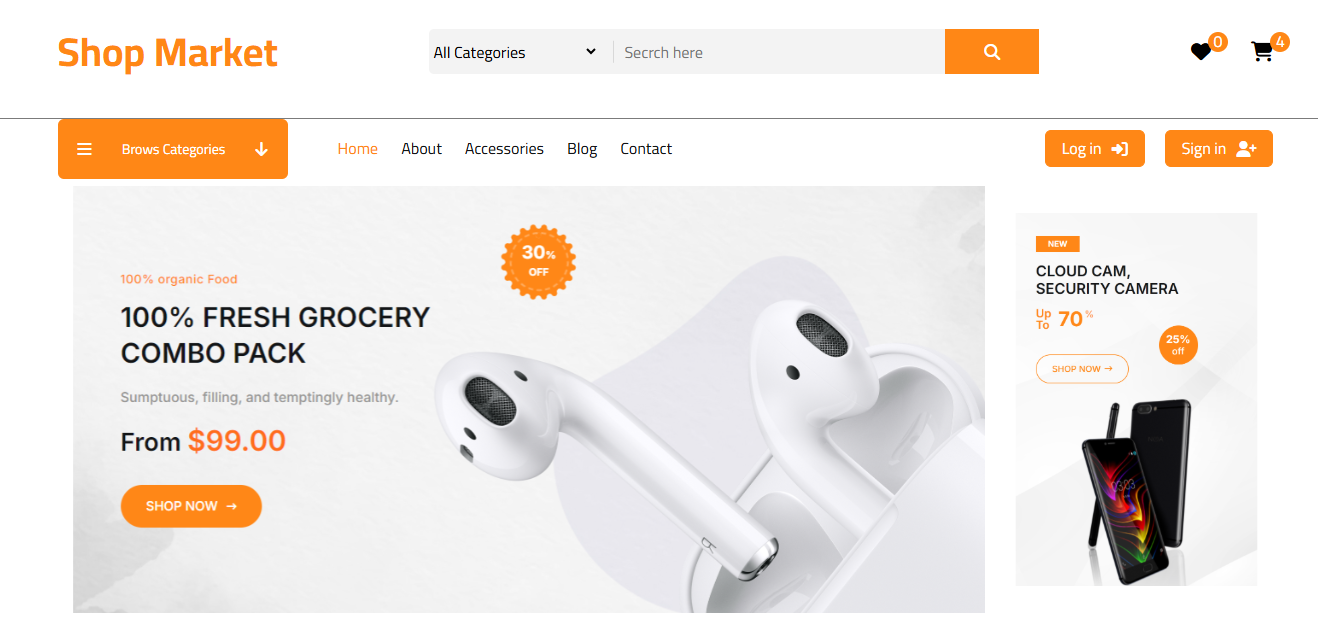 Shop Market
All Categories
Secrch here
0
4
Brows Categories
Home
About
Accessories
Blog
Contact
Log in
Sign in
100% organic Food
100% FRESH GROCERY
COMBO PACK
Sumptuous, filling, and temptingly healthy.
From $99.00
SHOP NOW →
30%
OFF
NEW
CLOUD CAM,
SECURITY CAMERA
Up
To
70%
25%
off
SHOP NOW →
03:23